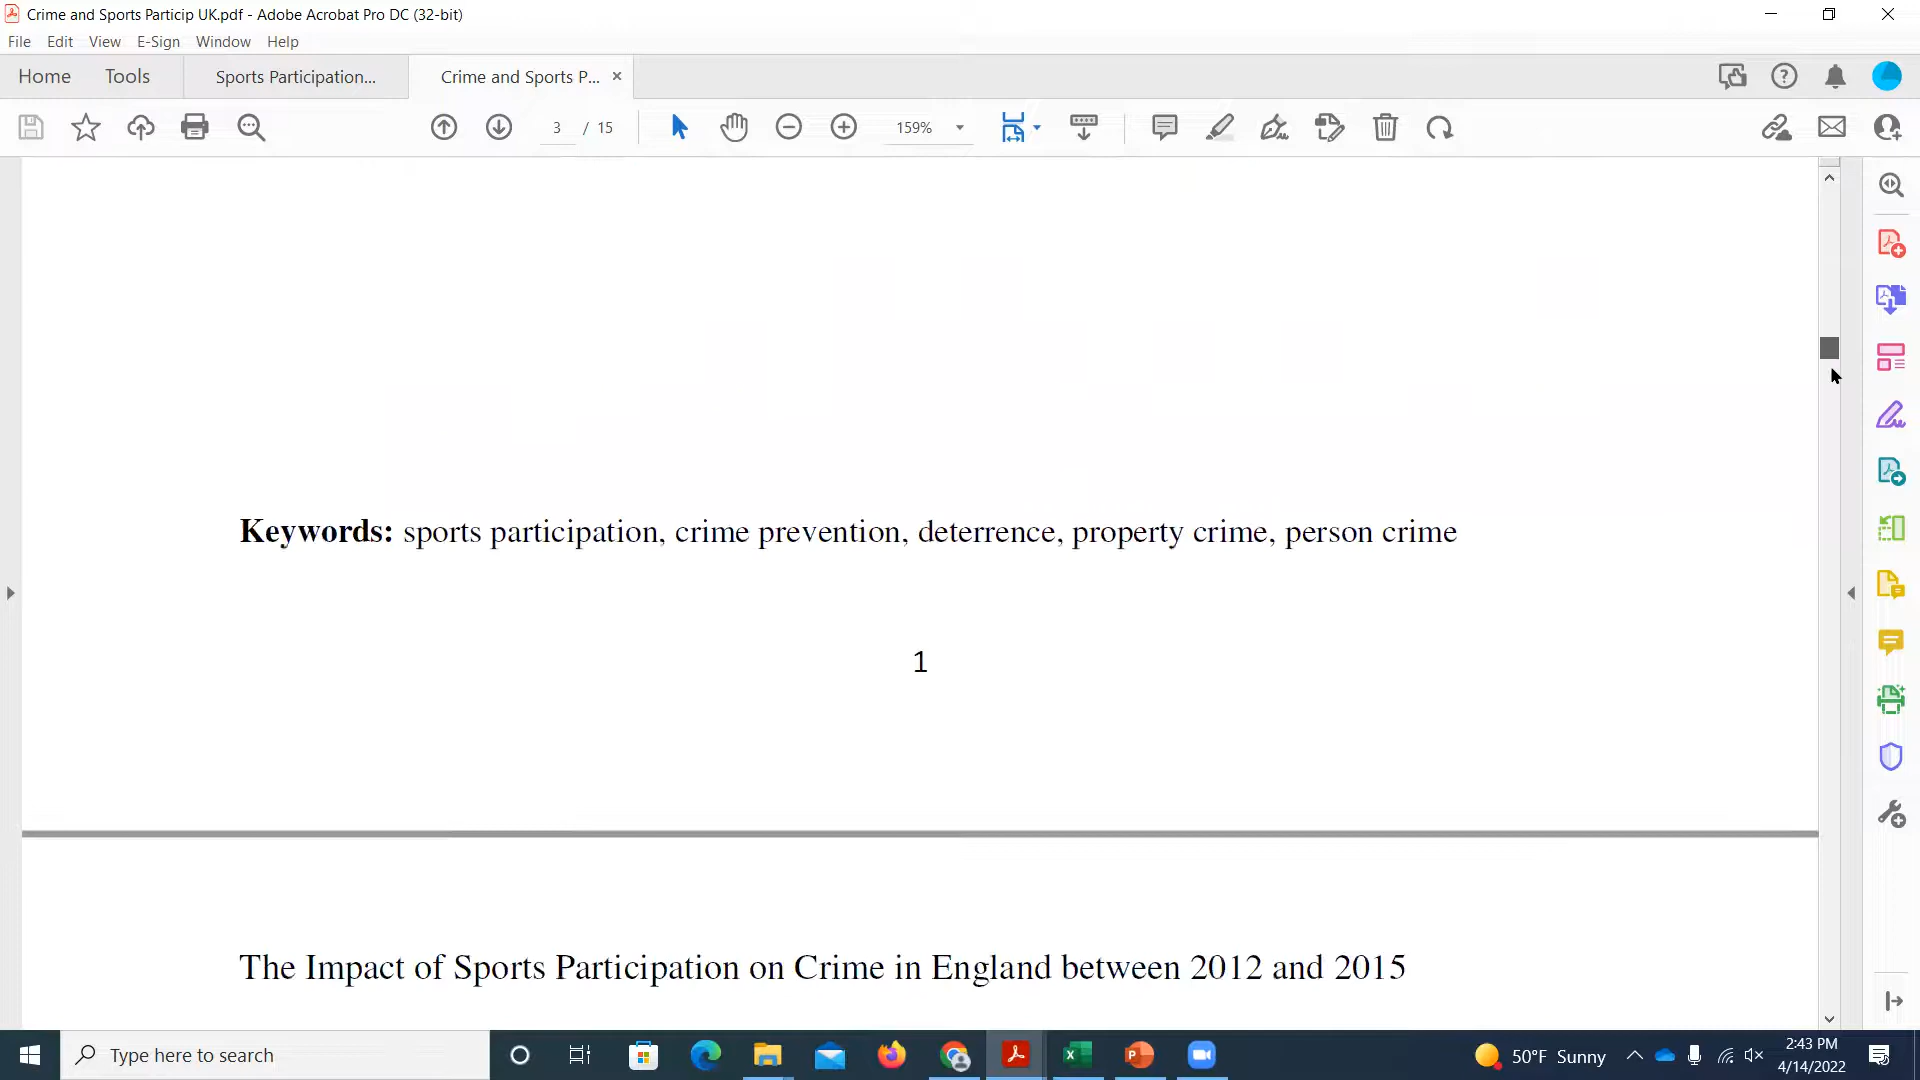 Crime and Sports Particip UK.pdf - Adobe Acrobat Pro DC (32-bit)
File Edit View E-Sign Window Help
Home Tools Sports Participation... Crime and Sports P... ×
3 / 15 159%
Keywords: sports participation, crime prevention, deterrence, property crime, person crime
1
The Impact of Sports Participation on Crime in England between 2012 and 2015
Type here to search
50°F Sunny
2:43 PM
4/14/2022